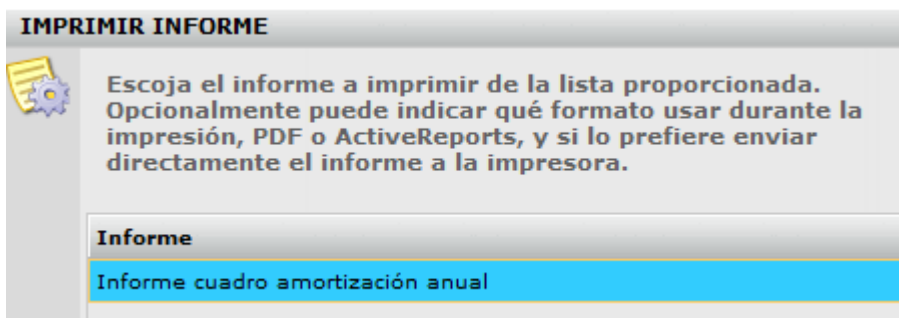 IMPRIMIR INFORME
Escoja el informe a imprimir de la lista proporcionada.
Opcionalmente puede indicar qué formato usar durante la
impresión, PDF o ActiveReports, y si lo prefiere enviar
directamente el informe a la impresora.
Informe
Informe cuadro amortización anual